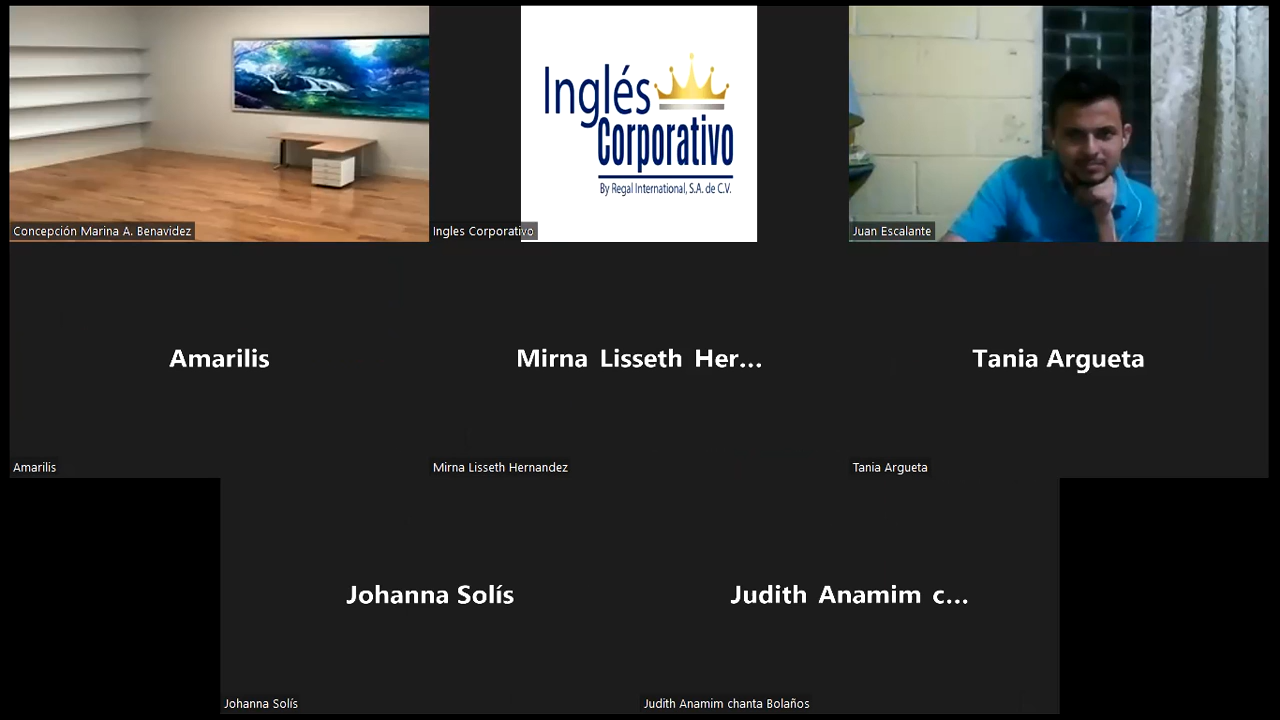 Inglés
Corporativo
By Regal International, S.A. de C.V.
Concepción Marina A. Benavidez
Ingles Corporativo
Juan Escalante
Amarilis
Mirna Lisseth Her...
Tania Argueta
Amarilis
Mirna Lisseth Hernandez
Tania Argueta
Johanna Solís
Judith Anamim c...
Johanna Solís
Judith Anamim chanta Bolaños